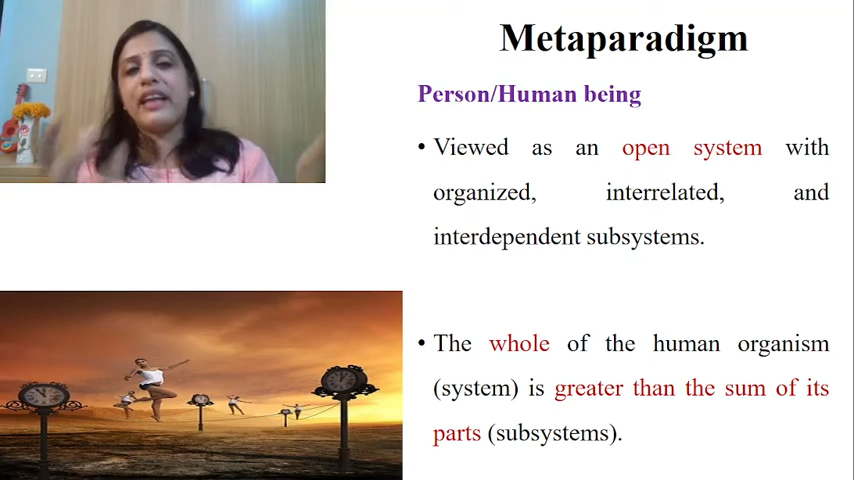 Metaparadigm
Person/Human being
• Viewed as an open system with
organized, interrelated, and
interdependent subsystems.
• The whole of the human organism
(system) is greater than the sum of its
parts (subsystems).